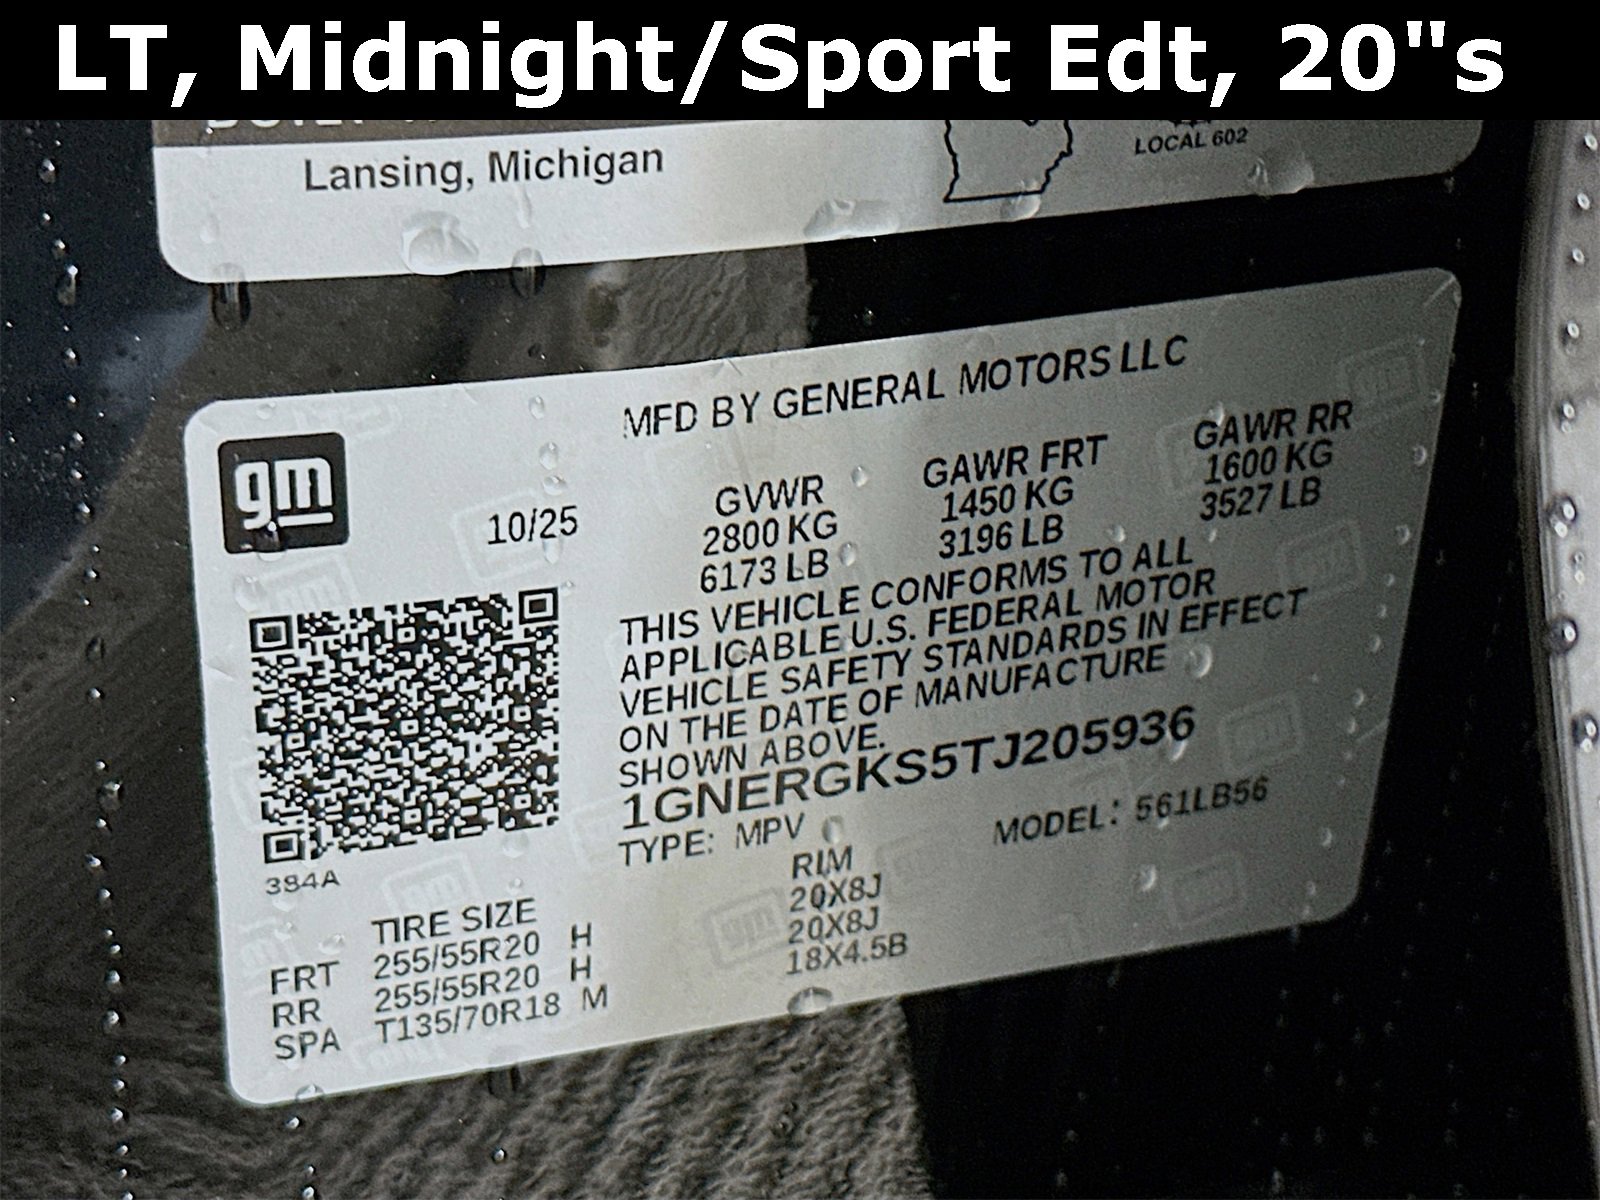 LT, Midnight/Sport Edt, 20"s
Lansing, Michigan
LOCAL 602
MFD BY GENERAL MOTORS LLC
gm
10/25
GVWR
2800 KG
6173 LB
GAWR FRT
1450 KG
3196 LB
GAWR RR
1600 KG
3527 LB
THIS VEHICLE CONFORMS TO ALL
APPLICABLE U.S. FEDERAL MOTOR
VEHICLE SAFETY STANDARDS IN EFFECT
ON THE DATE OF MANUFACTURE
SHOWN ABOVE.
1GNERGKS5TJ205936
TYPE: MPV
MODEL: 561LB56
384A
TIRE SIZE
RIM
FRT 255/55R20 H 20X8J
RR 255/55R20 H 20X8J
SPA T135/70R18 M 18X4.5B